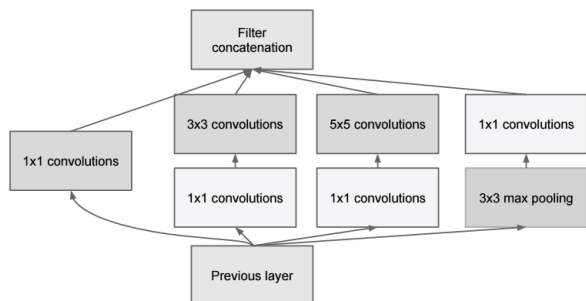 Filter
concatenation
3x3 convolutions
5x5 convolutions
1x1 convolutions
1x1 convolutions
1x1 convolutions
1x1 convolutions
3x3 max pooling
Previous layer